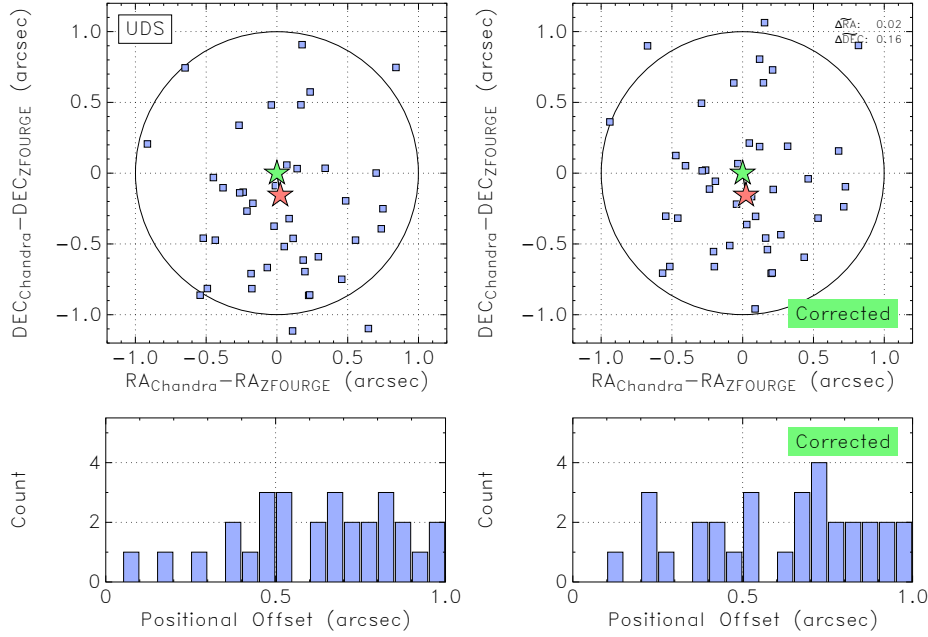 UDS
DEC_Chandra−DEC_ZFOURGE (arcsec)
1.0
0.5
0
−0.5
−1.0
−1.0 −0.5 0 0.5 1.0
RA_Chandra−RA_ZFOURGE (arcsec)
ΔRA: 0.02
ΔDEC: 0.16
DEC_Chandra−DEC_ZFOURGE (arcsec)
1.0
0.5
0
−0.5
−1.0
Corrected
−1.0 −0.5 0 0.5 1.0
RA_Chandra−RA_ZFOURGE (arcsec)
Count
4
2
0
0 0.5 1.0
Positional Offset (arcsec)
Corrected
Count
4
2
0
0 0.5 1.0
Positional Offset (arcsec)